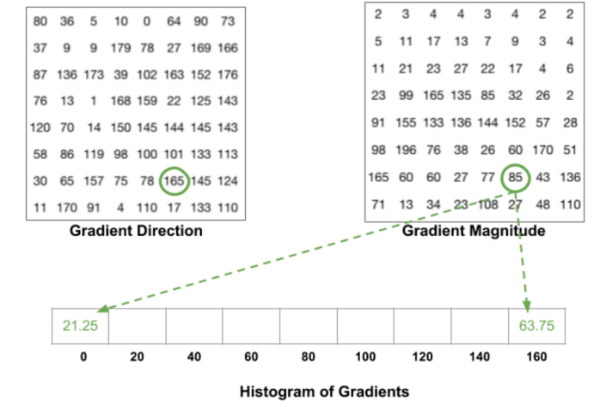 80 36 5 10 0 64 90 73
37 9 9 179 78 27 169 166
87 136 173 39 102 163 152 176
76 13 1 168 159 22 125 143
120 70 14 150 145 144 145 143
58 86 119 98 100 101 133 113
30 65 157 75 78 165 145 124
11 170 91 4 110 17 133 110
Gradient Direction
2 3 4 4 3 4 2 2
5 11 17 13 7 9 3 4
11 21 23 27 22 17 4 6
23 99 165 135 85 32 26 2
91 155 133 136 144 152 57 28
98 196 76 38 26 60 170 51
165 60 60 27 77 85 43 136
71 13 34 23 108 27 48 110
Gradient Magnitude
21.25 63.75
0 20 40 60 80 100 120 140 160
Histogram of Gradients